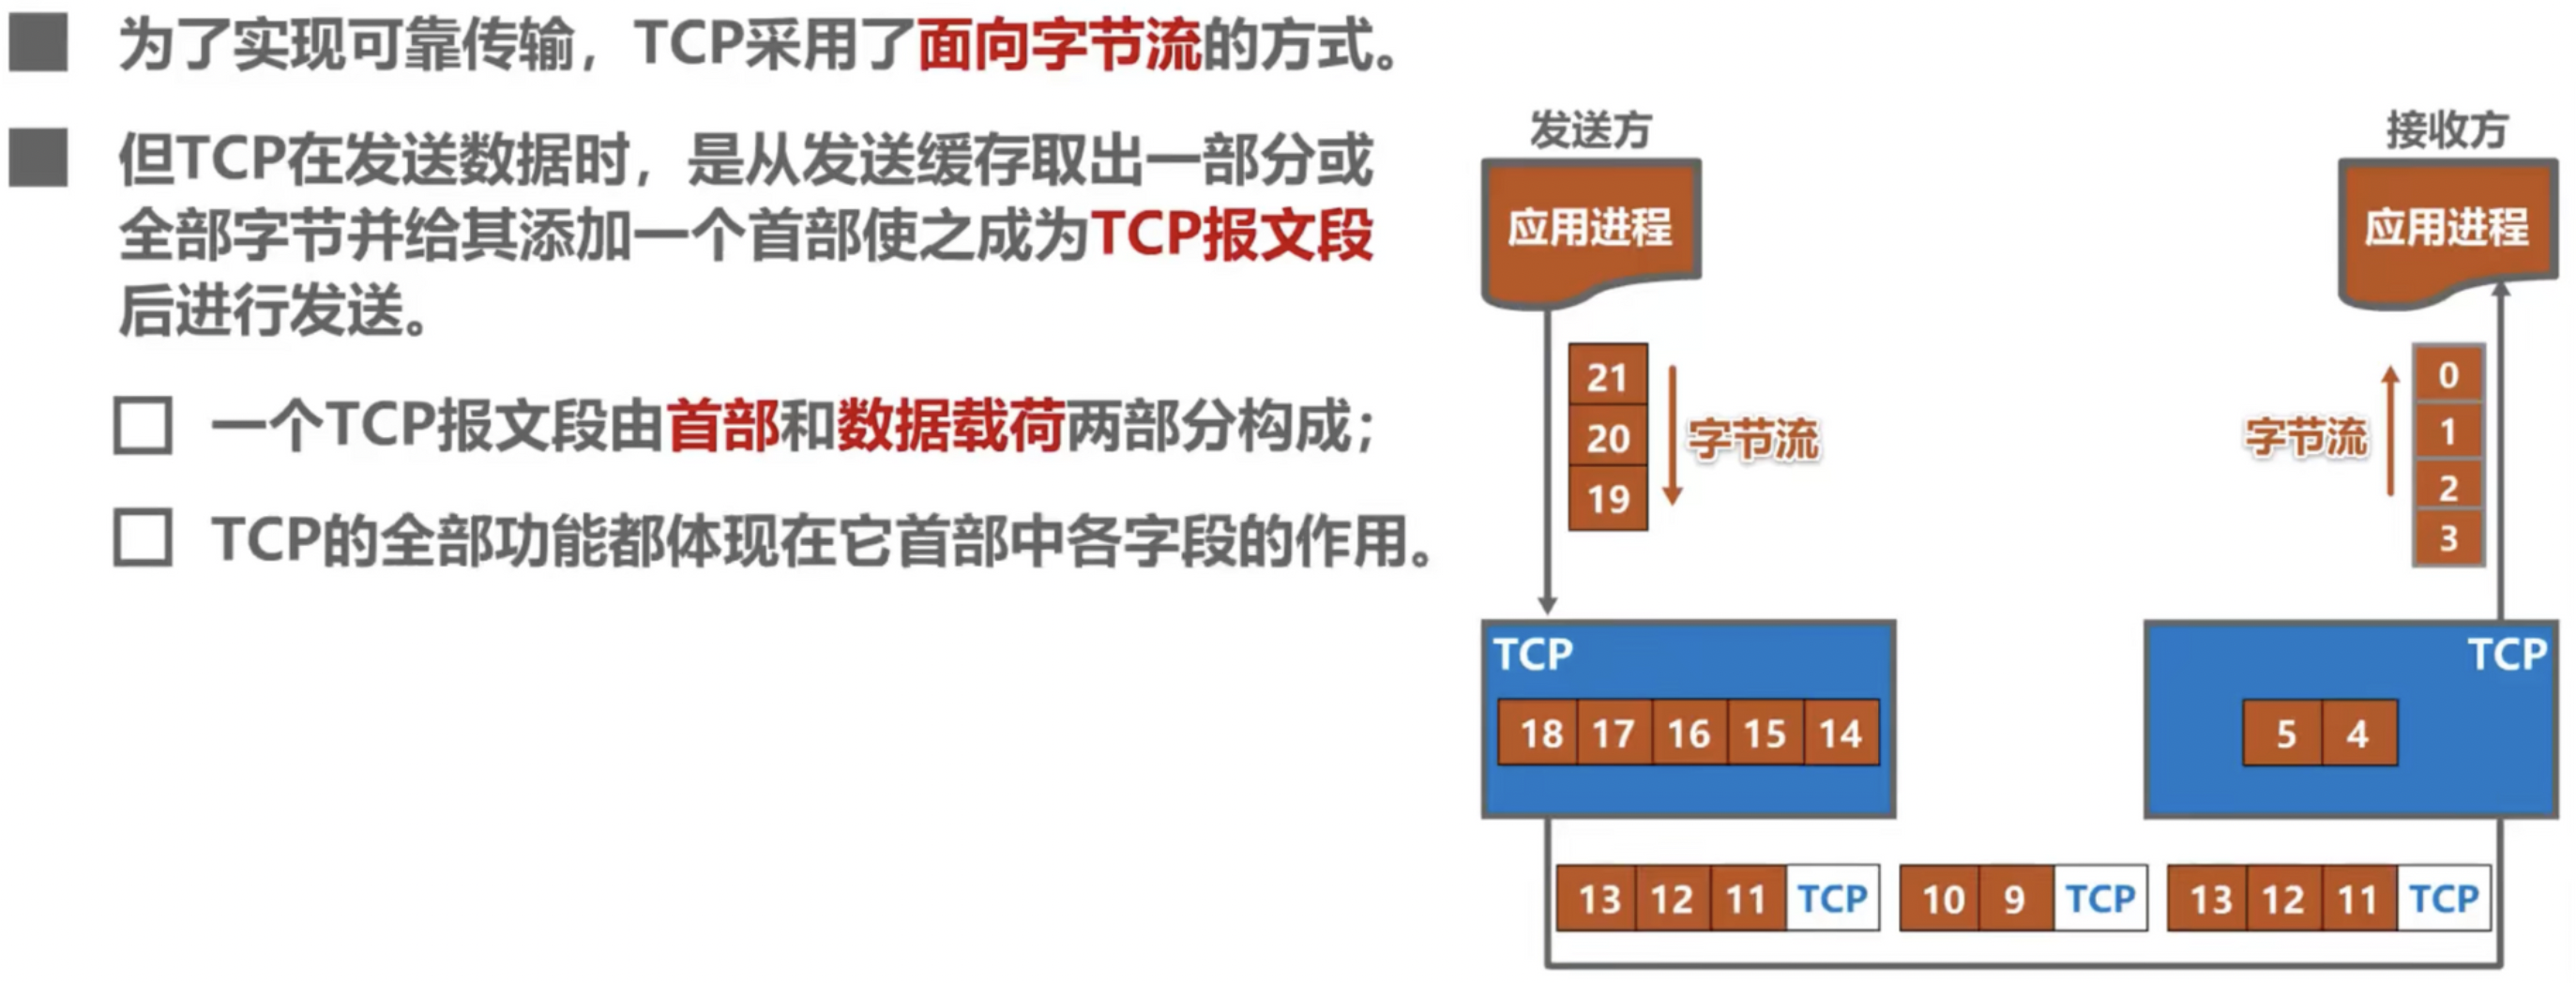 为了实现可靠传输，TCP采用了面向字节流的方式。
但TCP在发送数据时，是从发送缓存取出一部分或
全部字节并给其添加一个首部使之成为TCP报文段
后进行发送。
一个TCP报文段由首部和数据载荷两部分构成；
TCP的全部功能都体现在它首部中各字段的作用。
发送方
应用进程
21
20
19
字节流
TCP
18 17 16 15 14
接收方
应用进程
0
1
2
3
字节流
TCP
5 4
13 12 11 TCP
10 9 TCP
13 12 11 TCP